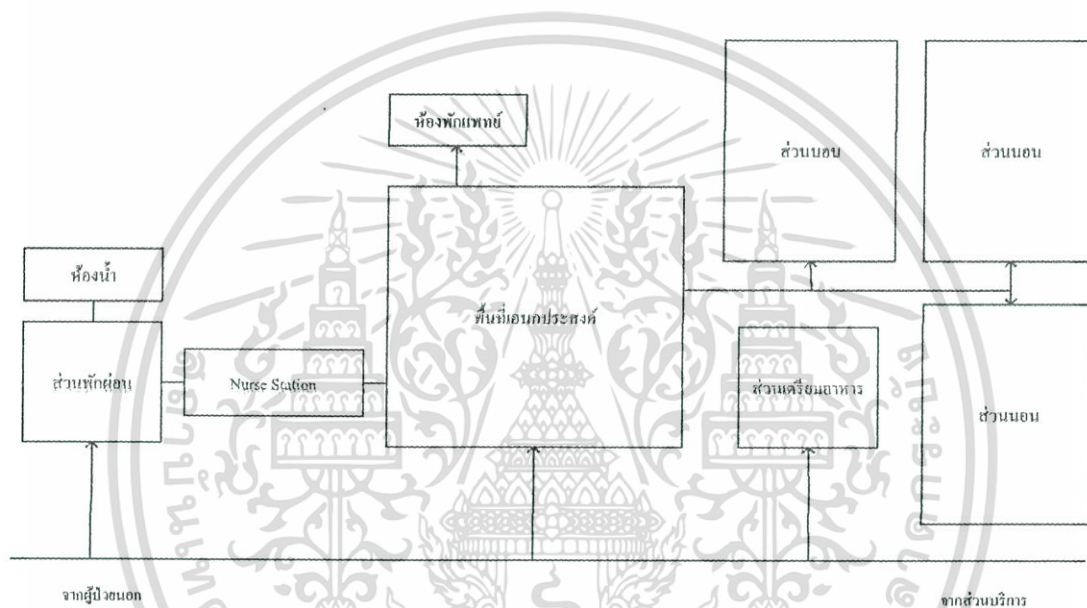 ห้องพักแพทย์
ส่วนนอน
ส่วนนอน
ห้องน้ำ
พื้นที่เอนกประสงค์
ส่วนพักผ่อน
Nurse Station
ส่วนเตรียมอาหาร
ส่วนนอน
จากผู้ป่วยนอก
จากส่วนบริการ